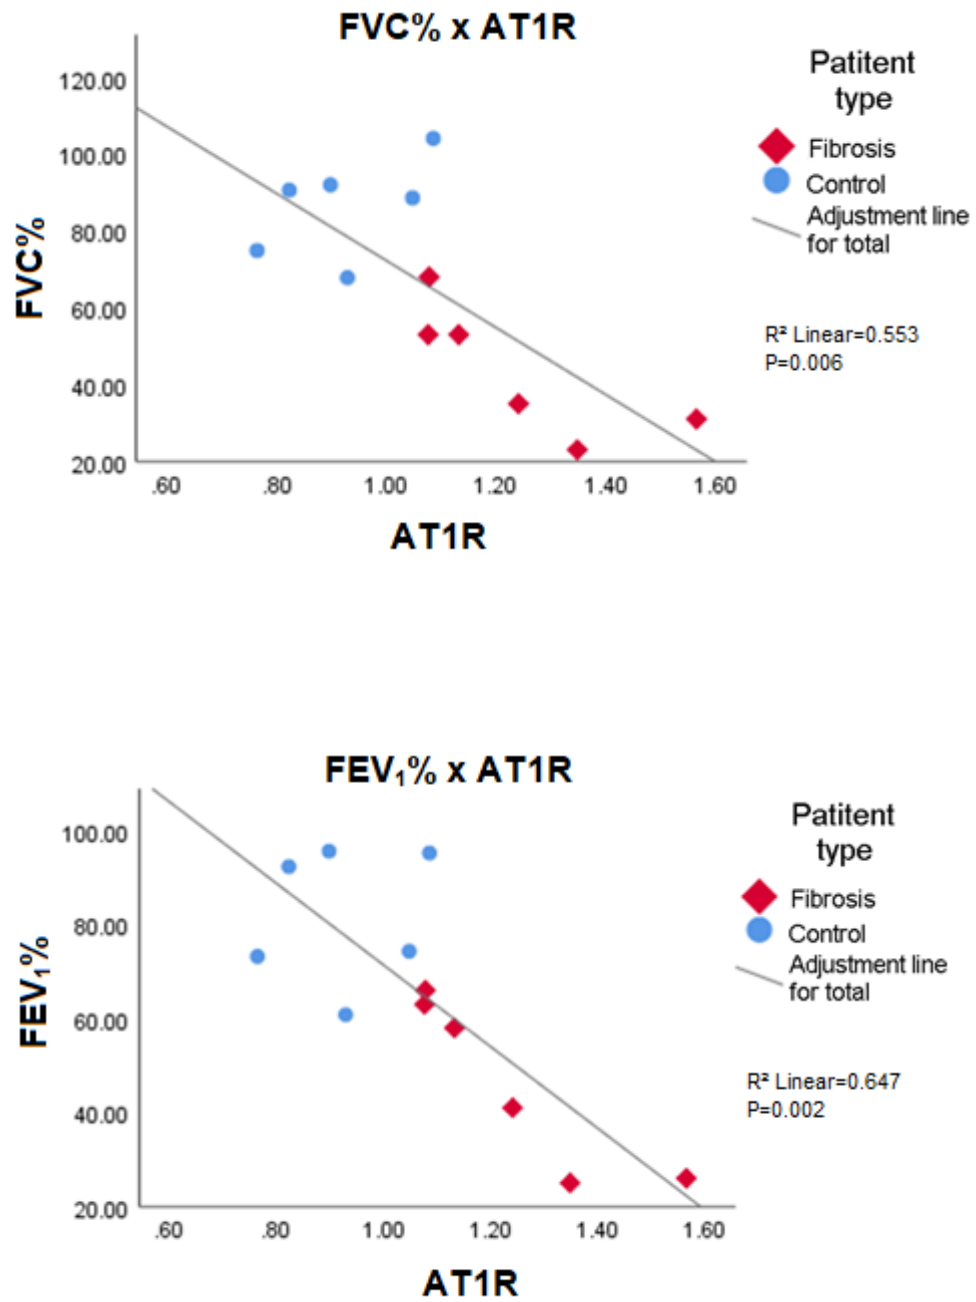 FVC% x AT1R
Patitent
type
Fibrosis
Control
Adjustment line
for total
R² Linear=0.553
P=0.006
FVC%
120.00
100.00
80.00
60.00
40.00
20.00
.60 .80 1.00 1.20 1.40 1.60
AT1R
FEV₁% x AT1R
Patitent
type
Fibrosis
Control
Adjustment line
for total
R² Linear=0.647
P=0.002
FEV₁%
100.00
80.00
60.00
40.00
20.00
.60 .80 1.00 1.20 1.40 1.60
AT1R